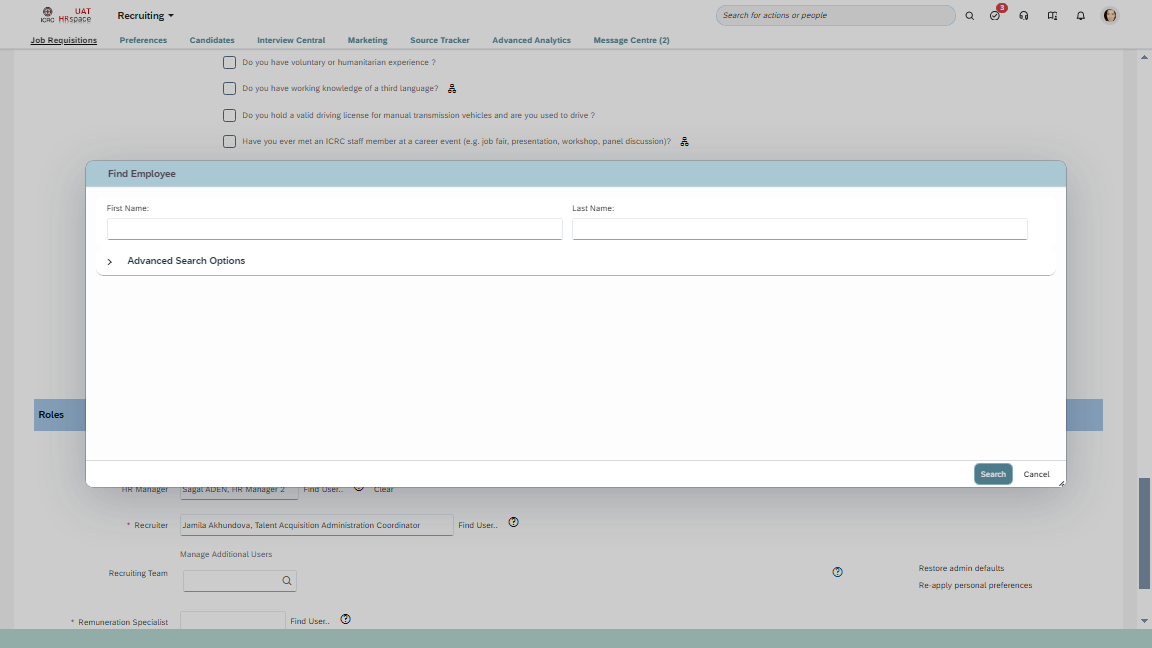 UAT
ICRC HRspace
Recruiting
Search for actions or people
3
Job Requisitions
Preferences
Candidates
Interview Central
Marketing
Source Tracker
Advanced Analytics
Message Centre (2)
Do you have voluntary or humanitarian experience ?
Do you have working knowledge of a third language?
Do you hold a valid driving license for manual transmission vehicles and are you used to drive ?
Have you ever met an ICRC staff member at a career event (e.g. job fair, presentation, workshop, panel discussion)?
Find Employee
First Name:
Last Name:
Advanced Search Options
Roles
Search
Cancel
HR Manager Sagal ADEN, HR Manager 2 Find User.. Clear
* Recruiter Jamila Akhundova, Talent Acquisition Administration Coordinator Find User..
Manage Additional Users
Recruiting Team
Restore admin defaults
Re-apply personal preferences
* Remuneration Specialist Find User..